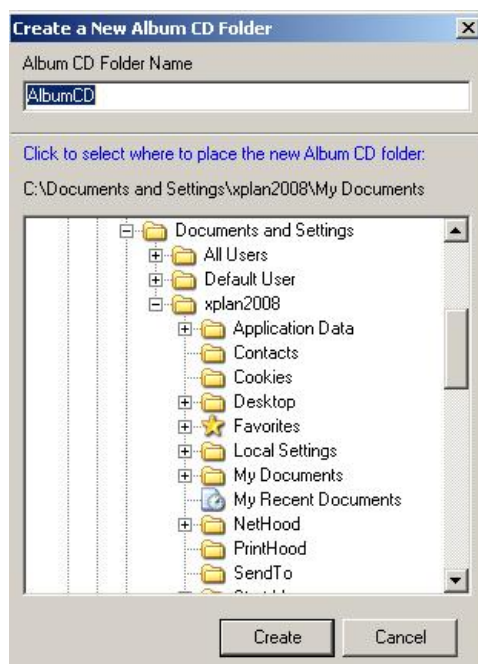 Create a New Album CD Folder
Album CD Folder Name
AlbumCD
Click to select where to place the new Album CD folder:
C:\Documents and Settings\xplan2008\My Documents
Documents and Settings
All Users
Default User
xplan2008
Application Data
Contacts
Cookies
Desktop
Favorites
Local Settings
My Documents
My Recent Documents
NetHood
PrintHood
SendTo
Create
Cancel